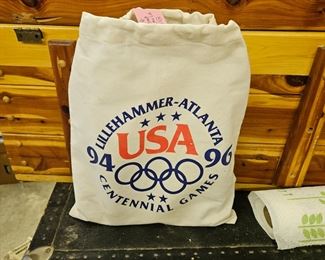 LILLEHAMMER-ATLANTA
USA
94 96
CENTENNIAL GAMES